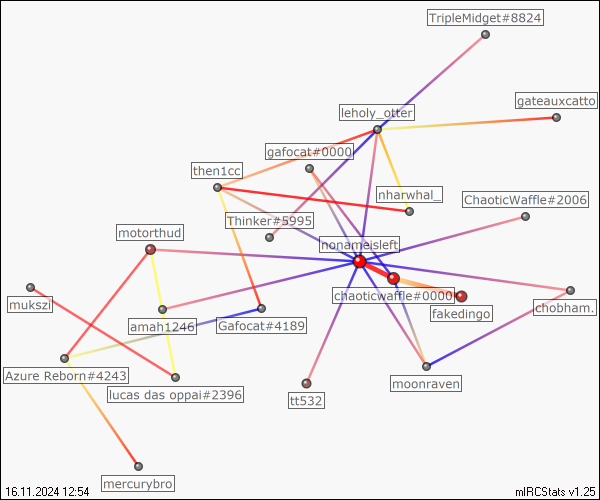 TripleMidget#8824
gateauxcatto
leholy_otter
gafocat#0000
then1cc
nharwhal_
ChaoticWaffle#2006
Thinker#5995
motorthud
nonameisleft
mukszi
chaoticwaffle#0000
chobham.
amah1246
Gafocat#4189
fakedingo
Azure Reborn#4243
moonraven
lucas das oppai#2396
tt532
mercurybro
16.11.2024 12:54
mIRCStats v1.25